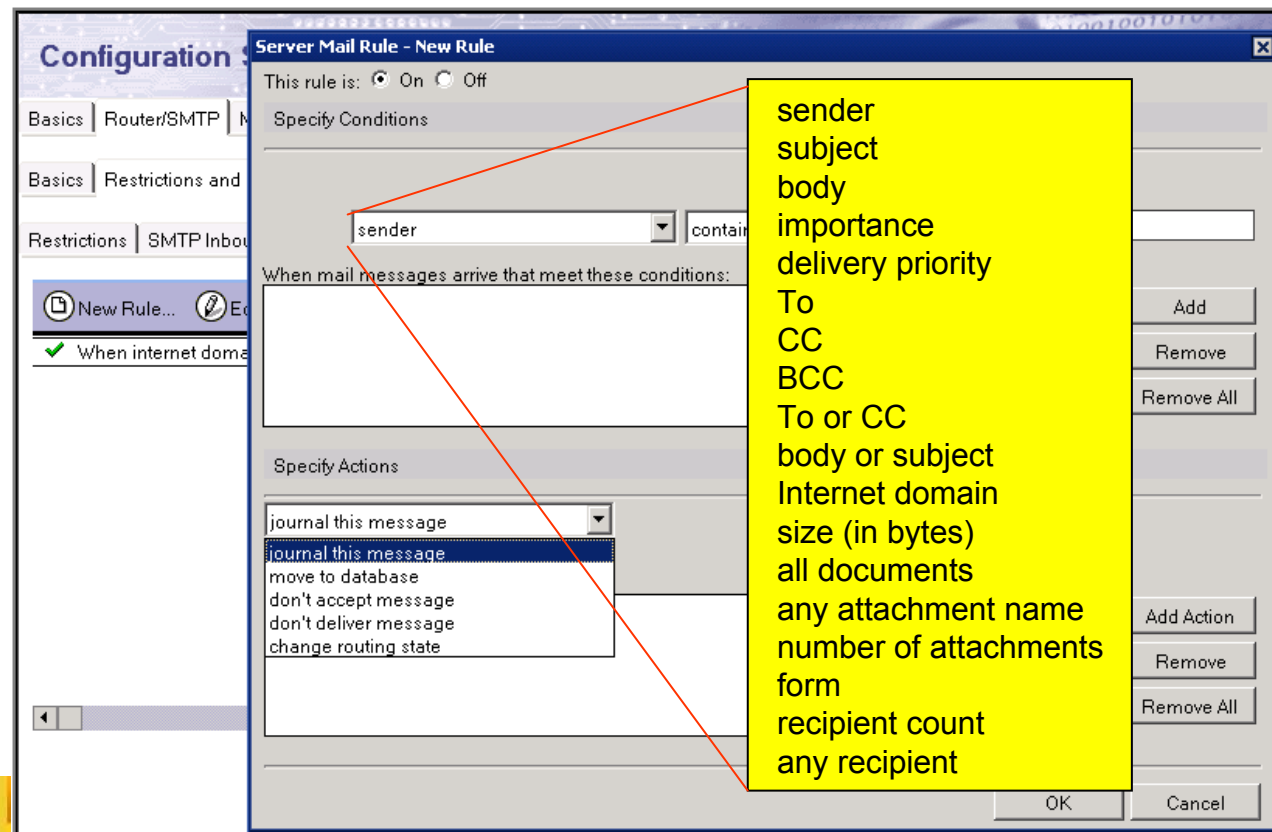 Configuration
Server Mail Rule - New Rule
This rule is: On Off
Basics Router/SMTP
Specify Conditions
Basics Restrictions and
Restrictions SMTP
sender
When mail messages arrive that meet these conditions:
New Rule...
When internet
Add
Remove
Remove All
Specify Actions
journal this message
journal this message
move to database
don't accept message
don't deliver message
change routing state
Add Action
Remove
Remove All
sender
subject
body
importance
delivery priority
To
CC
BCC
To or CC
body or subject
Internet domain
size (in bytes)
all documents
any attachment name
number of attachments
form
recipient count
any recipient
OK Cancel